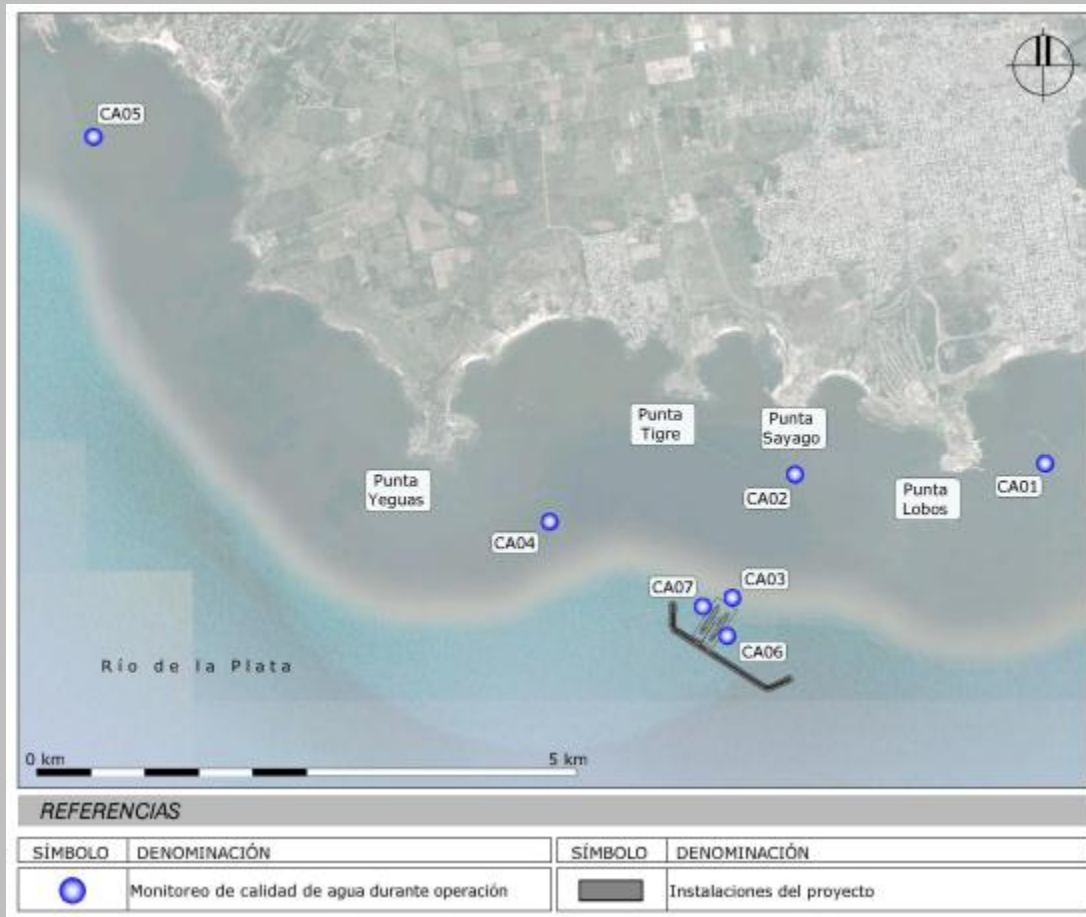 CA05
Punta
Tigre
Punta
Sayago
Punta
Yeguas
CA02
Punta
Lobos
CA01
CA04
CA07
CA03
CA06
Río de la Plata
0 km
5 km
REFERENCIAS
SÍMBOLO DENOMINACIÓN SÍMBOLO DENOMINACIÓN
Monitoreo de calidad de agua durante operación Instalaciones del proyecto